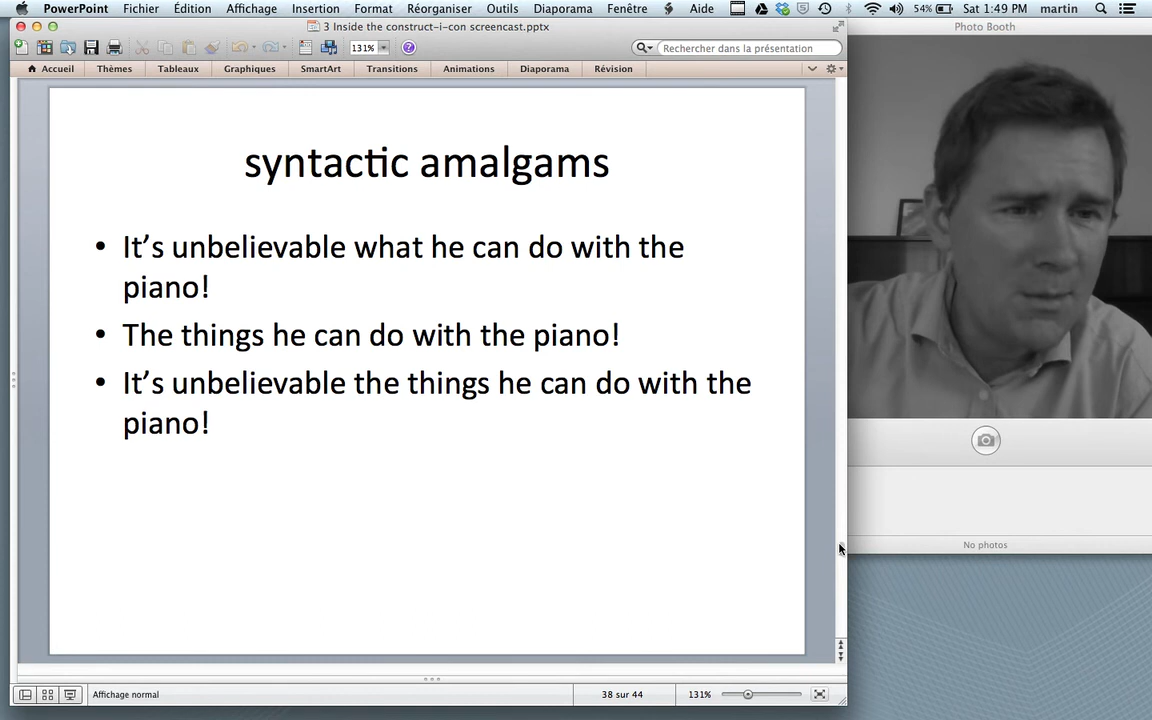 PowerPoint Fichier Édition Affichage Insertion Format Réorganiser Outils Diaporama Fenêtre Aide 54% Sat 1:49 PM martin
3 Inside the construct-i-con screencast.pptx
Photo Booth
131% Rechercher dans la présentation
Accueil Thèmes Tableaux Graphiques SmartArt Transitions Animations Diaporama Révision
syntactic amalgams
• It’s unbelievable what he can do with the
piano!
• The things he can do with the piano!
• It’s unbelievable the things he can do with the
piano!
No photos
Affichage normal 38 sur 44 131%